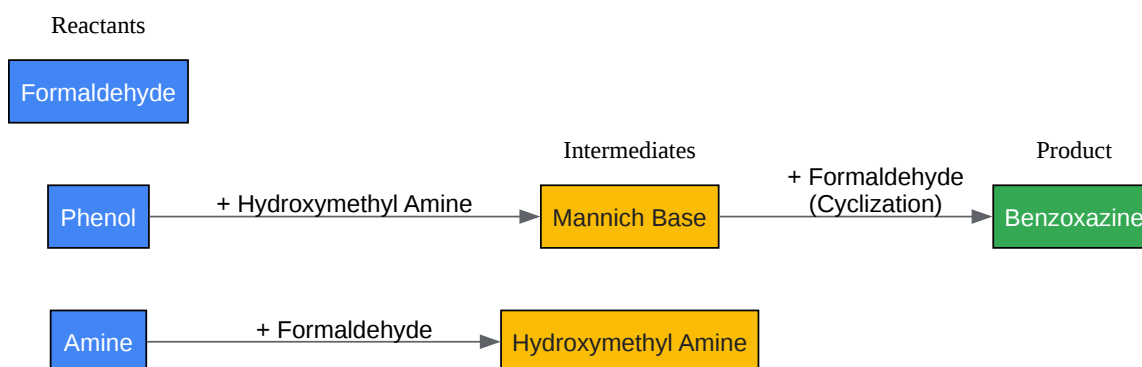 Reactants
Formaldehyde
Intermediates
Product
Phenol
+ Hydroxymethyl Amine
Mannich Base
+ Formaldehyde
(Cyclization)
Benzoxazine
Amine
+ Formaldehyde
Hydroxymethyl Amine